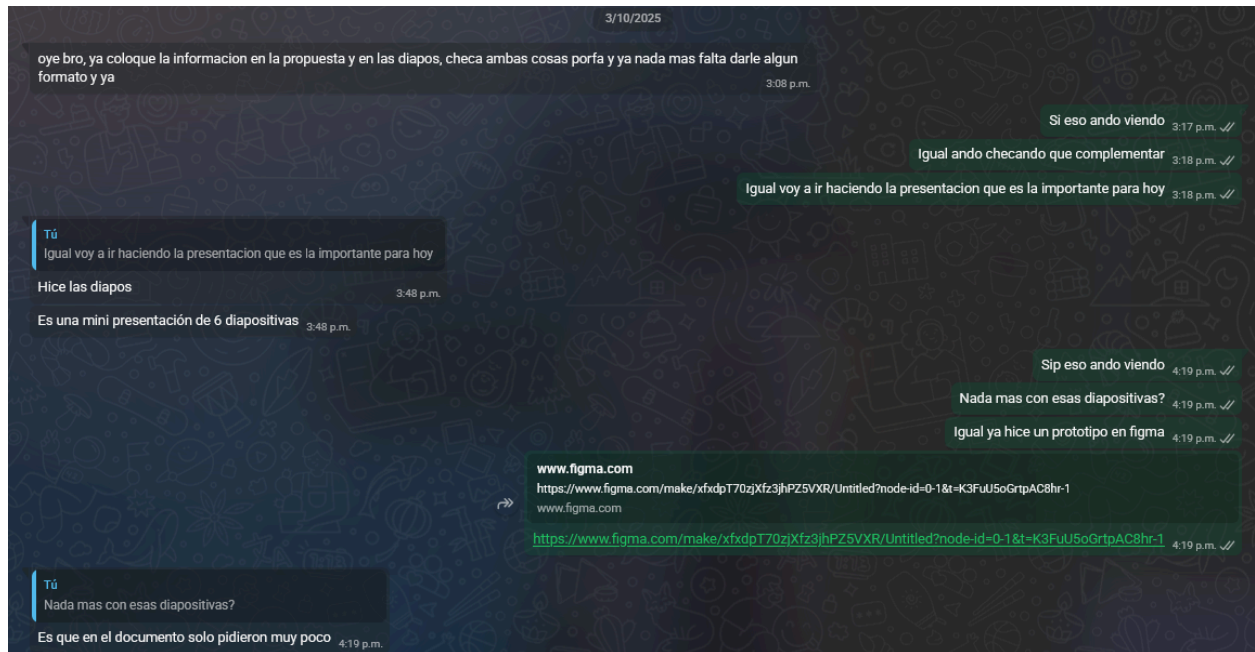 3/10/2025
oye bro, ya coloque la informacion en la propuesta y en las diapos, checa ambas cosas porfa y ya nada mas falta darle algun
formato y ya
3:08 p.m.
Si eso ando viendo 3:17 p.m.
Igual ando checando que complementar 3:18 p.m.
Igual voy a ir haciendo la presentacion que es la importante para hoy 3:18 p.m.
Tú
Igual voy a ir haciendo la presentacion que es la importante para hoy
Hice las diapos 3:48 p.m.
Es una mini presentación de 6 diapositivas 3:48 p.m.
Sip eso ando viendo 4:19 p.m.
Nada mas con esas diapositivas? 4:19 p.m.
Igual ya hice un prototipo en figma 4:19 p.m.
www.figma.com
https://www.figma.com/make/xfxdpT70zjXfz3jhPZ5VXR/Untitled?node-id=0-1&t=K3FuU5oGrtpAC8hr-1
www.figma.com
https://www.figma.com/make/xfxdpT70zjXfz3jhPZ5VXR/Untitled?node-id=0-1&t=K3FuU5oGrtpAC8hr-1 4:19 p.m.
Tú
Nada mas con esas diapositivas?
Es que en el documento solo pidieron muy poco 4:19 p.m.